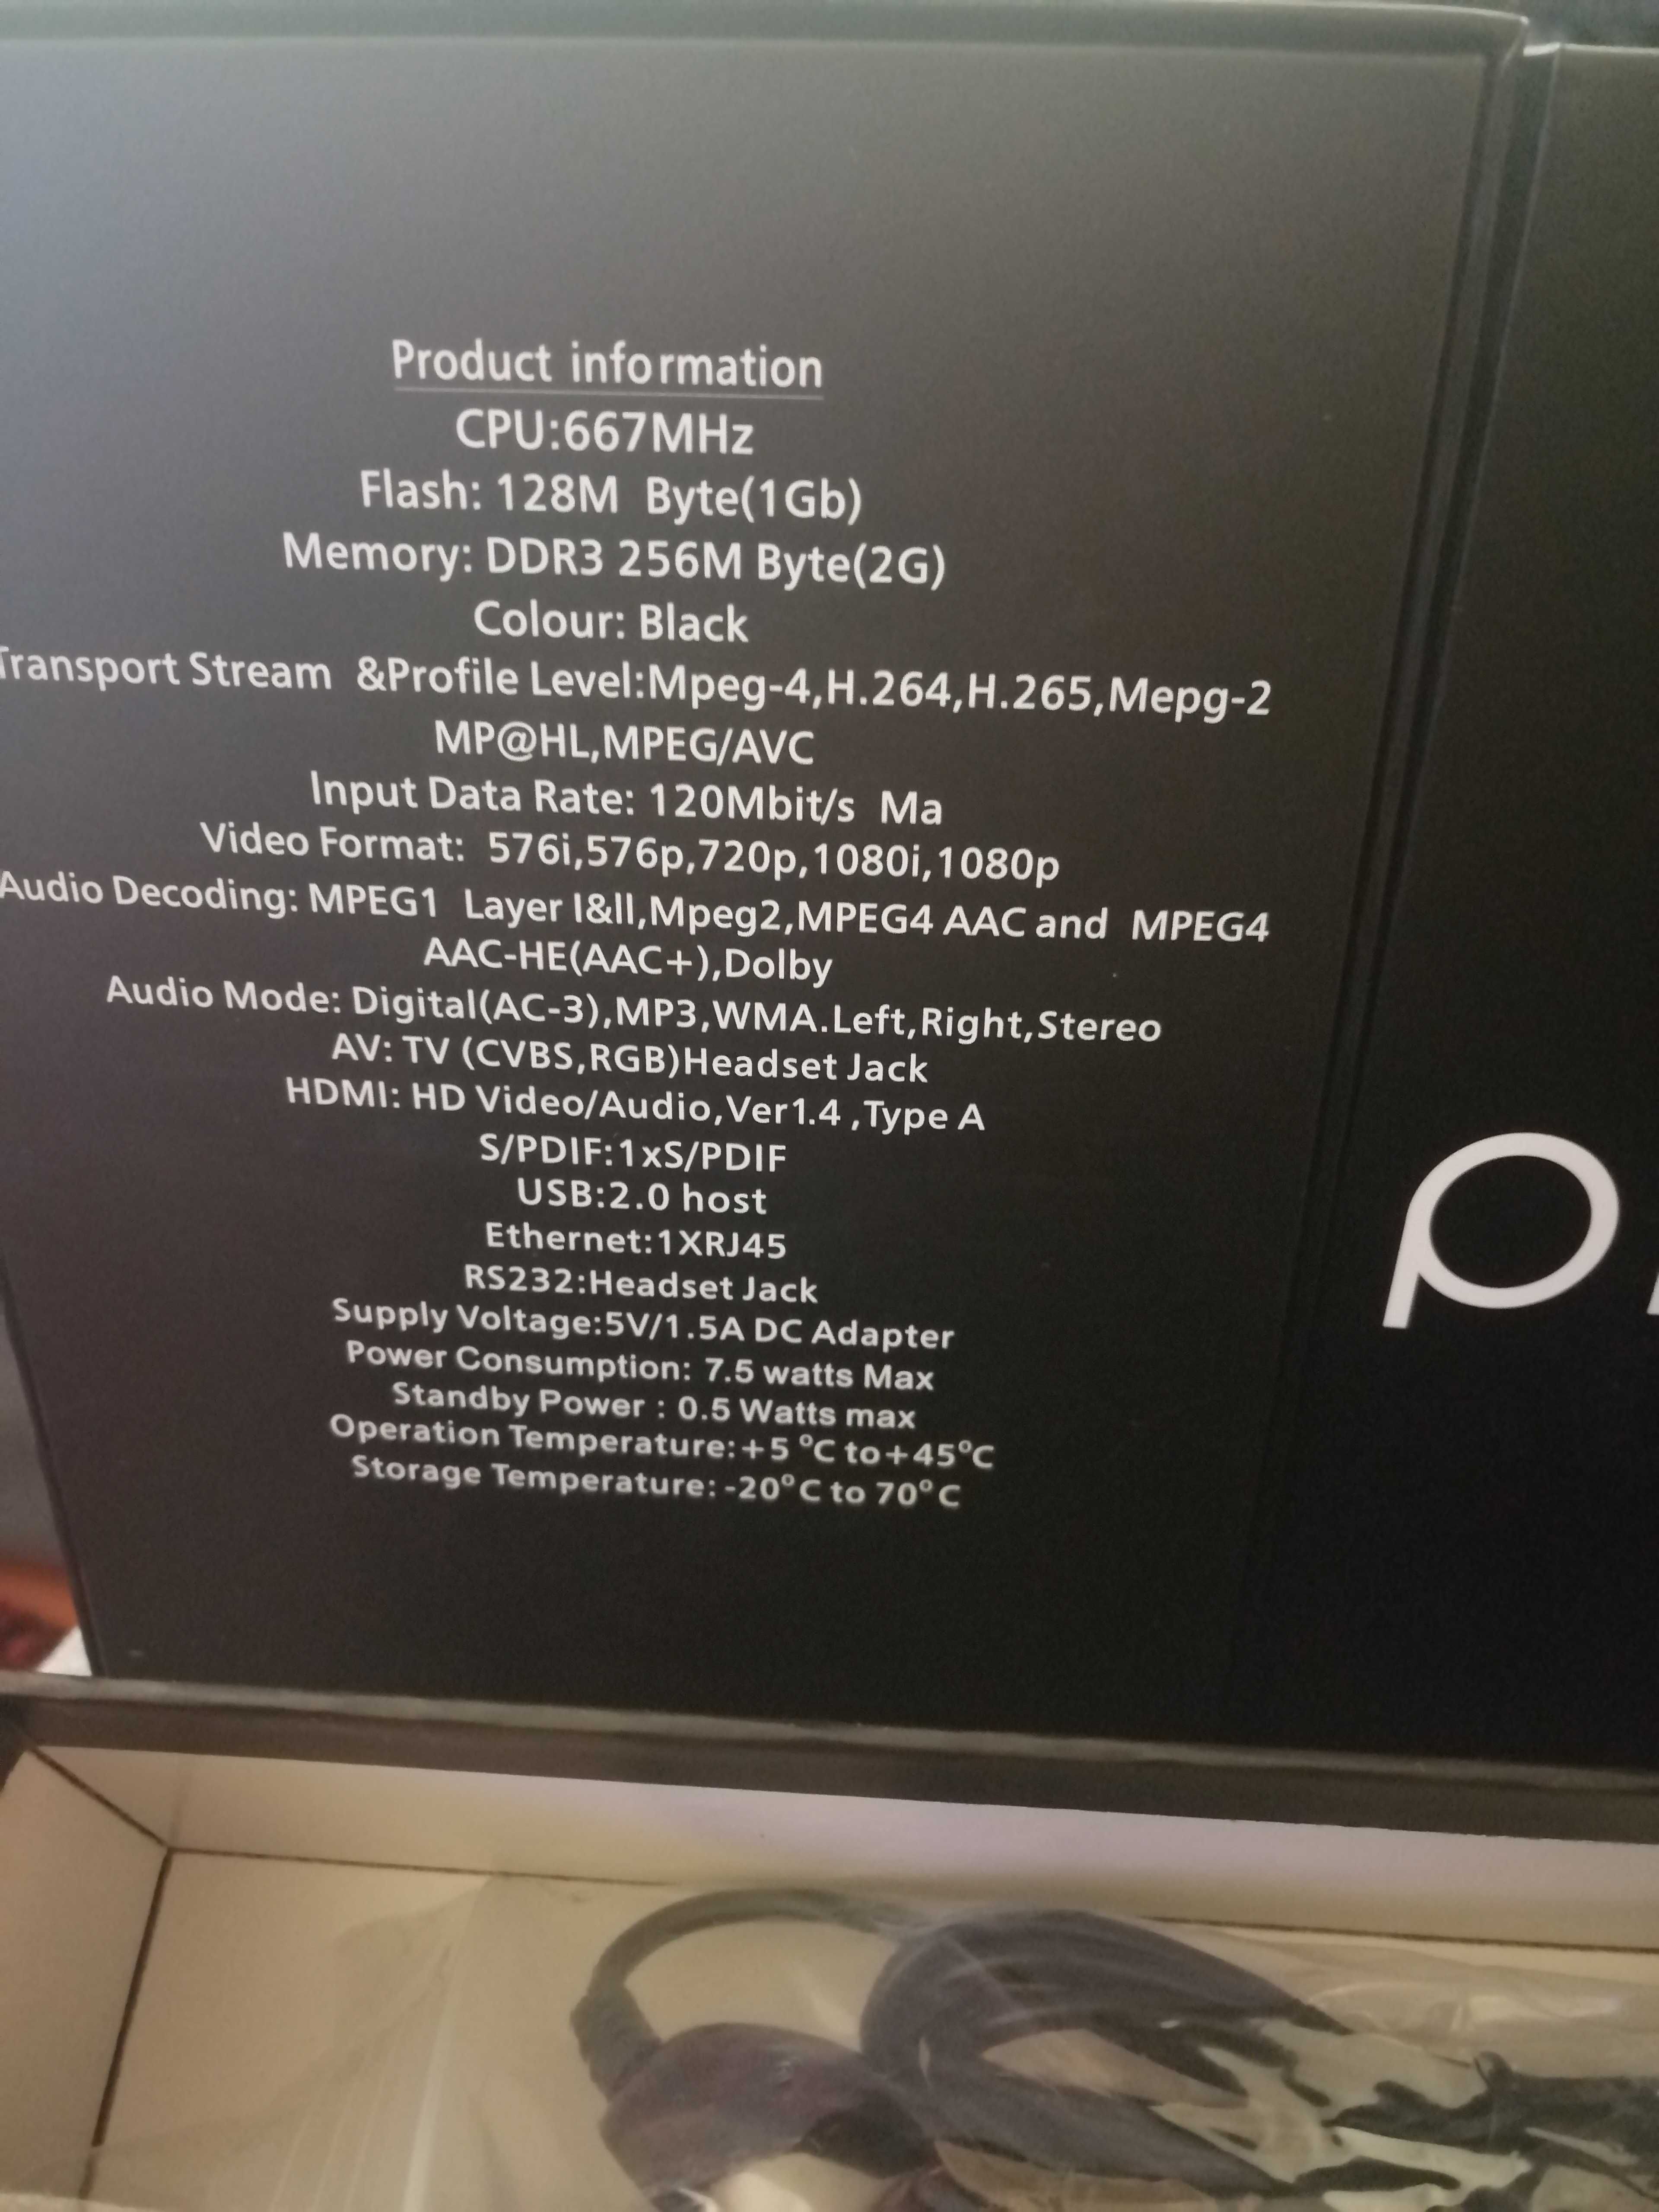 Product information
CPU:667MHz
Flash: 128M Byte(1Gb)
Memory: DDR3 256M Byte(2G)
Colour: Black
Transport Stream &Profile Level:Mpeg-4,H.264,H.265,Mepg-2
MP@HL,MPEG/AVC
Input Data Rate: 120Mbit/s Ma
Video Format: 576i,576p,720p,1080i,1080p
Audio Decoding: MPEG1 Layer I&II,Mpeg2,MPEG4 AAC and MPEG4
AAC-HE(AAC+),Dolby
Audio Mode: Digital(AC-3),MP3,WMA.Left,Right,Stereo
AV: TV (CVBS,RGB)Headset Jack
HDMI: HD Video/Audio,Ver1.4 ,Type A
S/PDIF:1xS/PDIF
USB:2.0 host
Ethernet:1XRJ45
RS232:Headset Jack
Supply Voltage:5V/1.5A DC Adapter
Power Consumption: 7.5 watts Max
Standby Power : 0.5 Watts max
Operation Temperature:+5 °C to+45°C
Storage Temperature: -20°C to 70°C